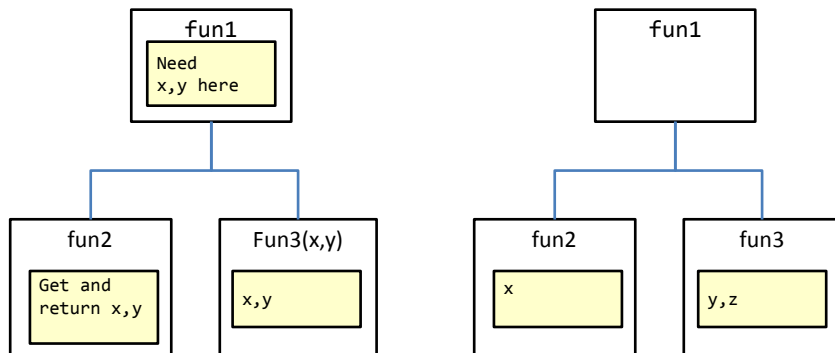 fun1
Need
x,y here
fun2
Get and
return x,y
Fun3(x,y)
x,y
fun1
fun2
x
fun3
y,z